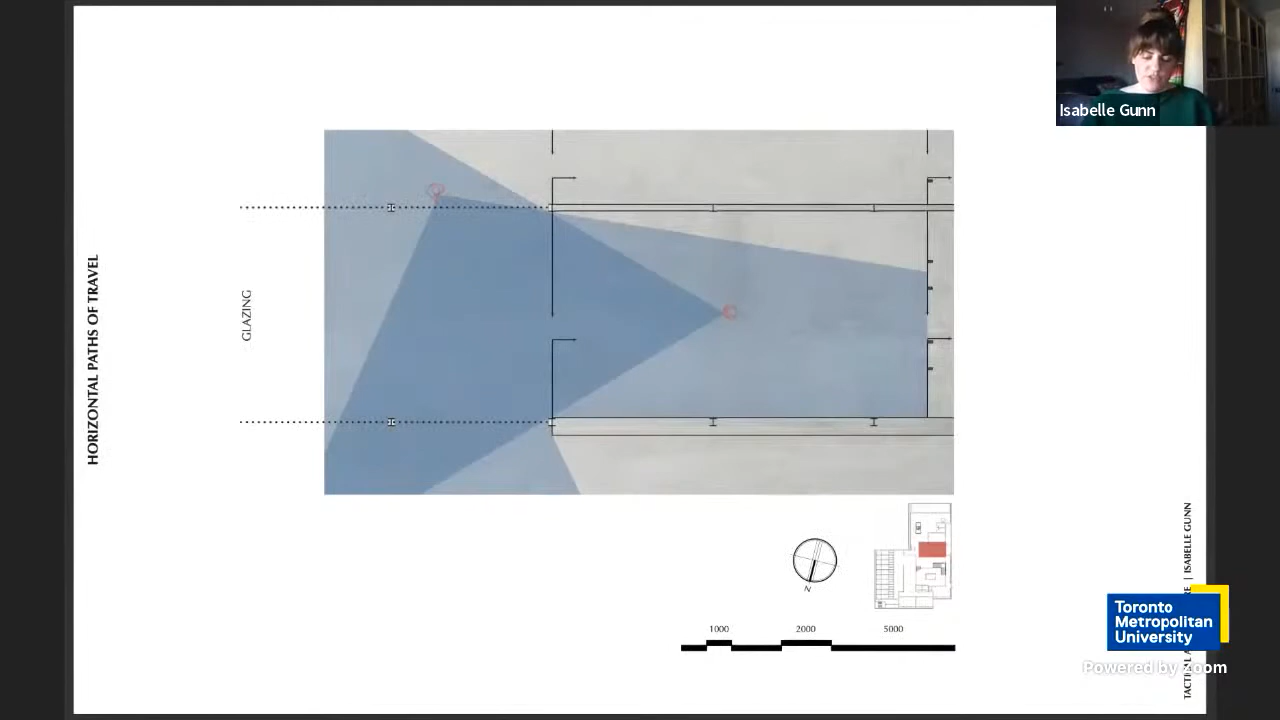 Isabelle Gunn
HORIZONTAL PATHS OF TRAVEL
GLAZING
N
1000 2000 5000
| ISABELLE GUNN
Toronto
Metropolitan
University
Powered by Zoom